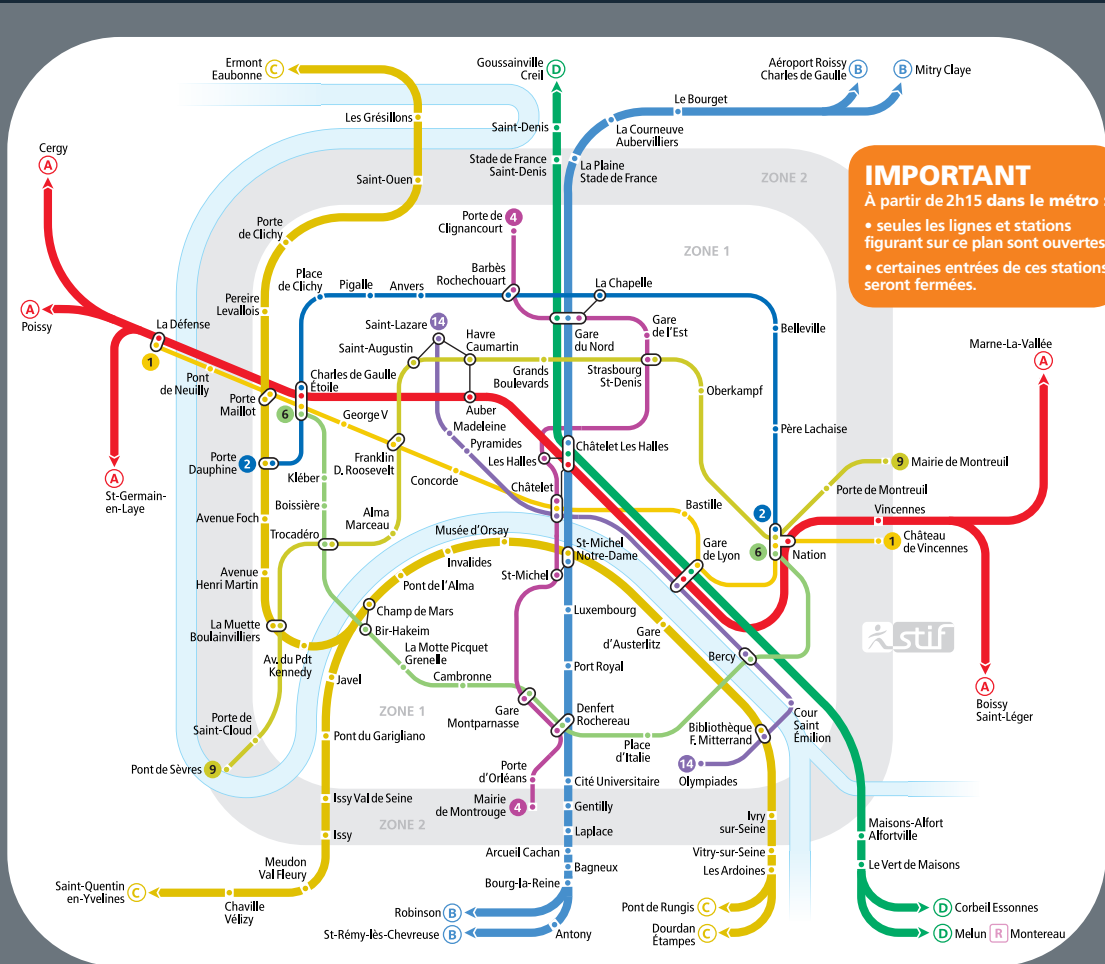 Ermont
Eaubonne
C
Goussainville
Creil
D
Aéroport Roissy
Charles de Gaulle
B
B
Mitry Claye
Le Bourget
Les Grésillons
Saint-Denis
La Courneuve
Aubervilliers
Cergy
A
Stade de France
Saint-Denis
La Plaine
Stade de France
ZONE 2
Saint-Ouen
IMPORTANT
À partir de 2h15 dans le métro :
• seules les lignes et stations
figurant sur ce plan sont ouvertes
• certaines entrées de ces stations
seront fermées.
Porte
de Clichy
Porte de
Clignancourt
4
ZONE 1
Place
de Clichy
Pigalle
Anvers
Barbès
Rochechouart
La Chapelle
Pereire
Levallois
A
Poissy
La Défense
1
Saint-Lazare
14
Havre
Caumartin
Gare
du Nord
Gare
de l'Est
Belleville
Marne-La-Vallée
A
Saint-Augustin
Pont
de Neuilly
Charles de Gaulle
Étoile
Grands
Boulevards
Strasbourg
St-Denis
Oberkampf
Porte
Maillot
6
George V
Auber
Madeleine
Pyramides
Père Lachaise
Châtelet Les Halles
Les Halles
Porte
Dauphine
2
Franklin
D. Roosevelt
Kléber
Concorde
Châtelet
9
Mairie de Montreuil
Porte de Montreuil
A
St-Germain-
en-Laye
Boissière
Bastille
Vincennes
2
Avenue Foch
Alma
Marceau
Trocadéro
Musée d'Orsay
St-Michel
Notre-Dame
Gare
de Lyon
6
Nation
1
Château
de Vincennes
Invalides
Avenue
Henri Martin
Pont de l'Alma
St-Michel
Champ de Mars
Luxembourg
La Muette
Boulainvilliers
Bir-Hakeim
Gare
d'Austerlitz
stif
La Motte Picquet
Grenelle
Av. du Pdt
Kennedy
Port Royal
Bercy
Javel
Cambronne
A
Boissy
Saint-Léger
Porte de
Saint-Cloud
ZONE 1
Gare
Montparnasse
Denfert
Rochereau
Cour
Saint
Émilion
Pont du Garigliano
Place
d'Italie
Bibliothèque
F. Mitterrand
Pont de Sèvres
9
Porte
d'Orléans
Cité Universitaire
14
Olympiades
Issy Val de Seine
Mairie
de Montrouge
4
Gentilly
ZONE 2
Issy
Laplace
Ivry
sur-Seine
Maisons-Alfort
Alfortville
Arcueil Cachan
Vitry-sur-Seine
Meudon
Val Fleury
Bagneux
Les Ardoines
Le Vert de Maisons
Bourg-la-Reine
Saint-Quentin
en-Yvelines
C
Chaville
Vélizy
Robinson
B
Pont de Rungis
C
D
Corbeil Essonnes
St-Rémy-lès-Chevreuse
B
Antony
Dourdan
Étampes
C
D
Melun
R
Montereau